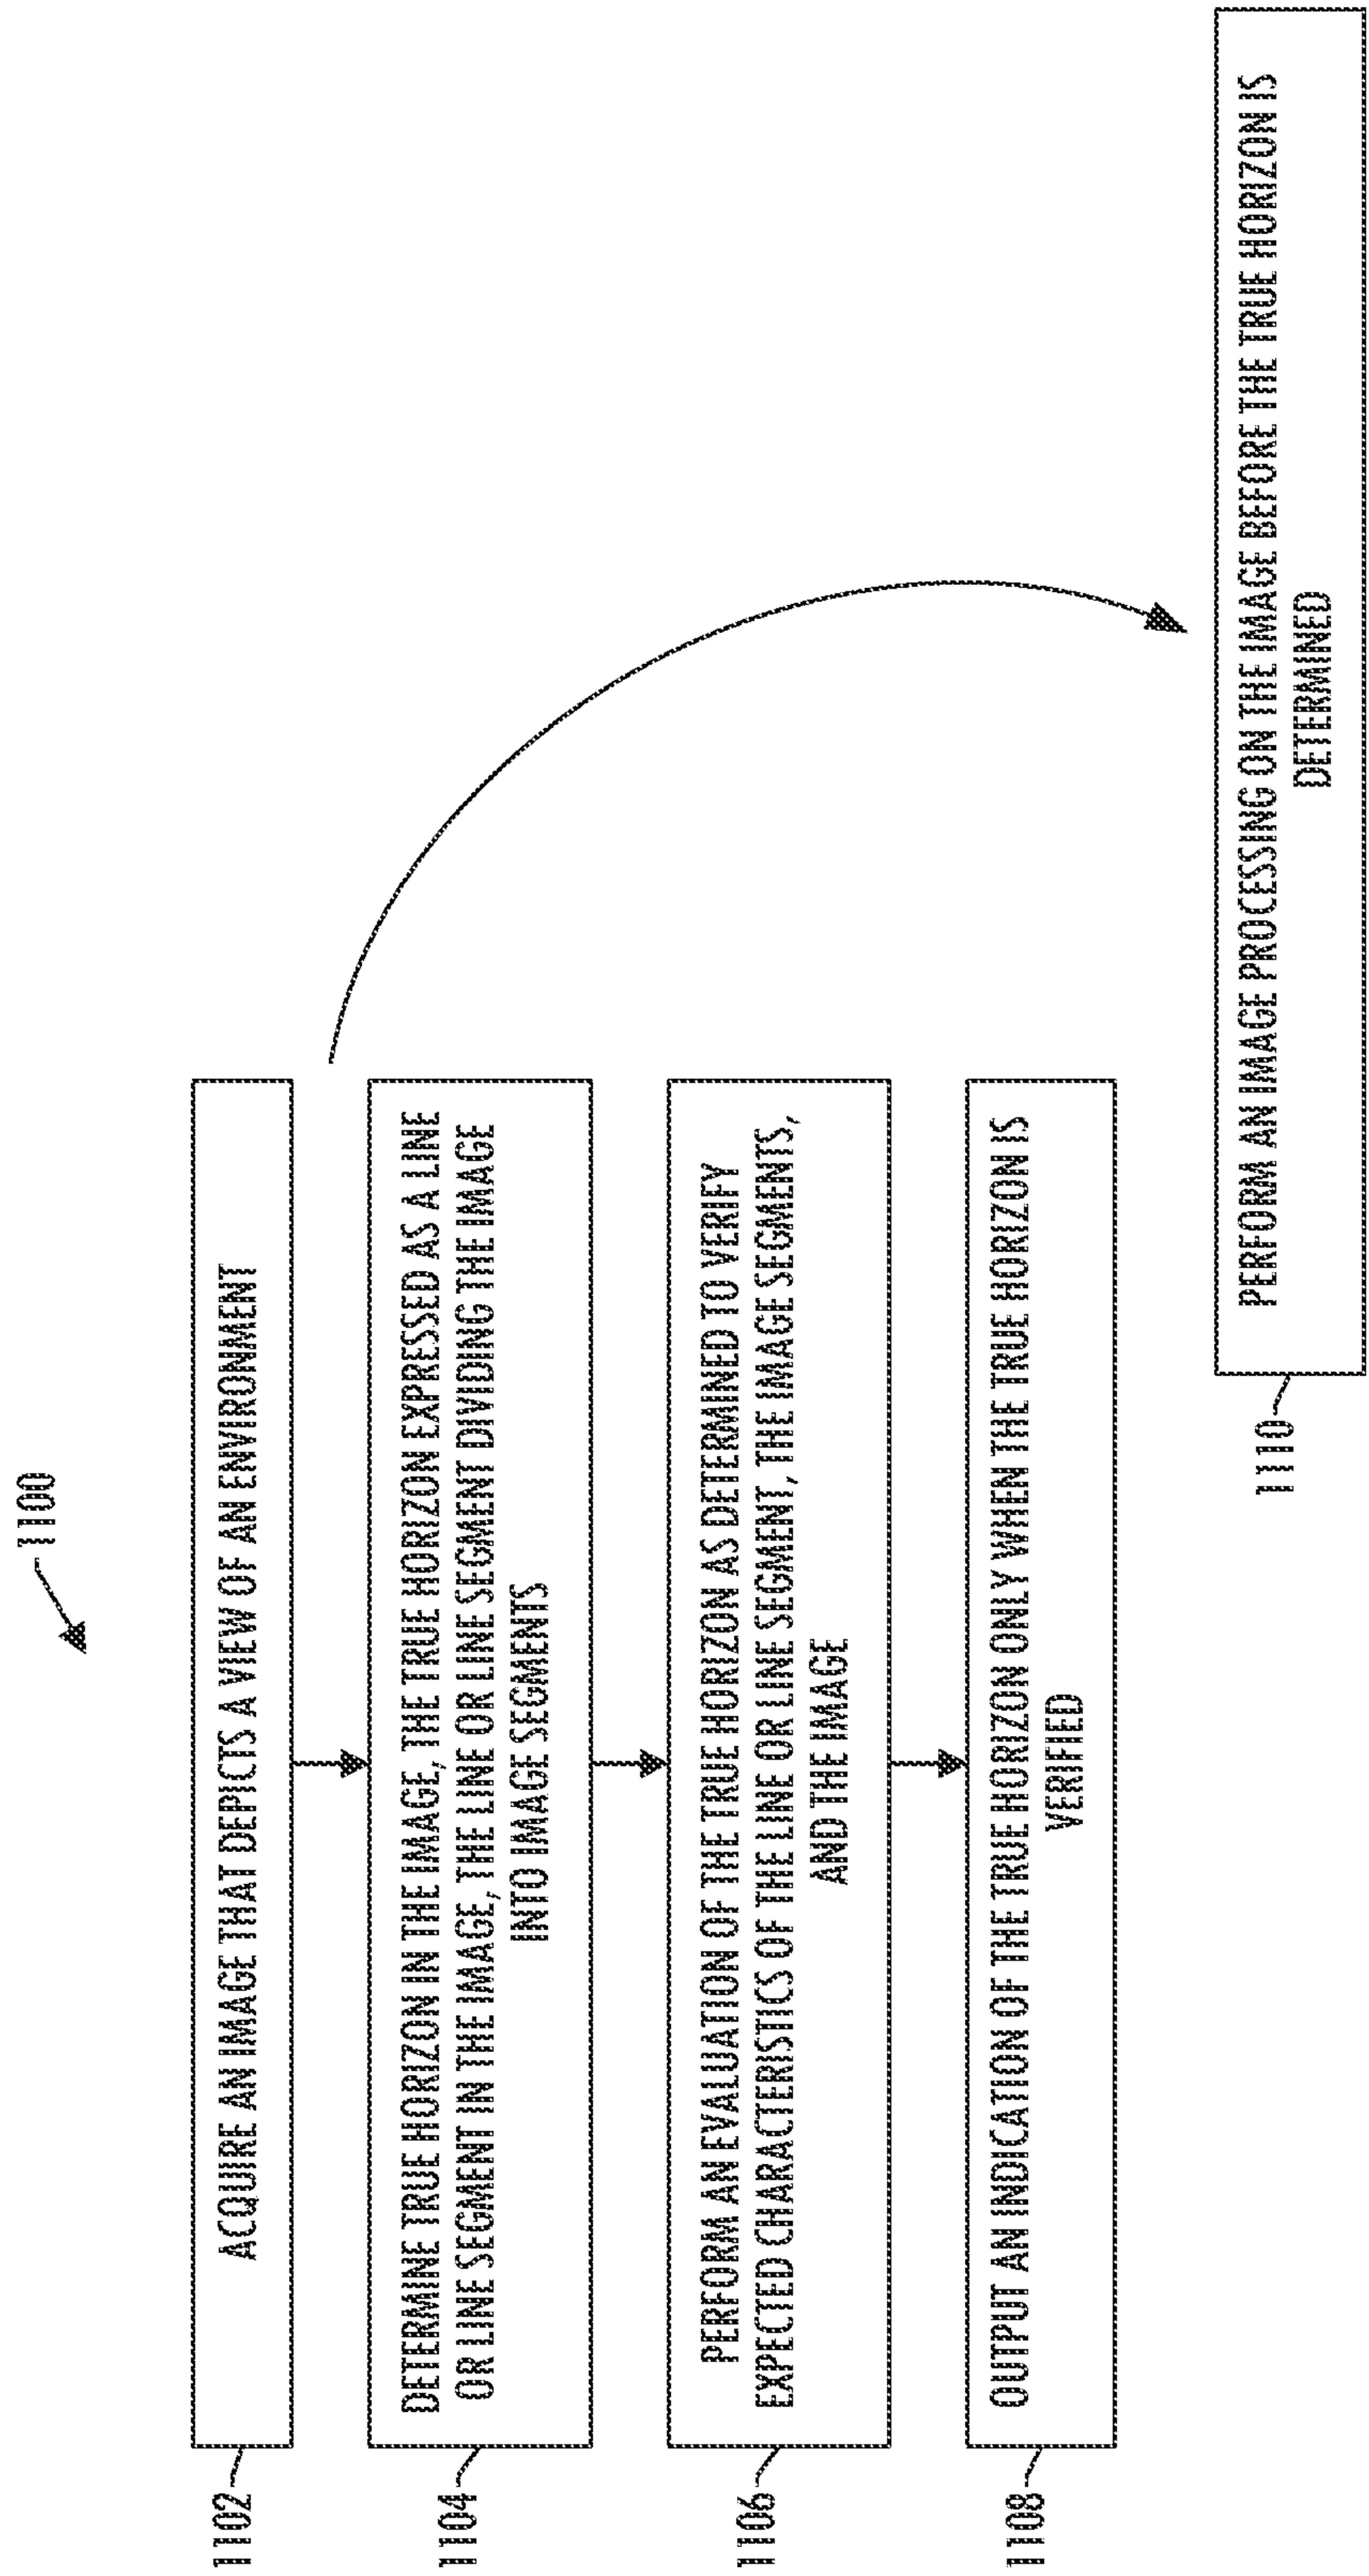 1100
1102
ACQUIRE AN IMAGE THAT DEPICTS A VIEW OF AN ENVIRONMENT
1104
DETERMINE TRUE HORIZON IN THE IMAGE, THE TRUE HORIZON EXPRESSED AS A LINE
OR LINE SEGMENT IN THE IMAGE, THE LINE OR LINE SEGMENT DIVIDING THE IMAGE
INTO IMAGE SEGMENTS
1106
PERFORM AN EVALUATION OF THE TRUE HORIZON AS DETERMINED TO VERIFY
EXPECTED CHARACTERISTICS OF THE LINE OR LINE SEGMENT, THE IMAGE SEGMENTS,
AND THE IMAGE
1108
OUTPUT AN INDICATION OF THE TRUE HORIZON ONLY WHEN THE TRUE HORIZON IS
VERIFIED
1110
PERFORM AN IMAGE PROCESSING ON THE IMAGE BEFORE THE TRUE HORIZON IS
DETERMINED